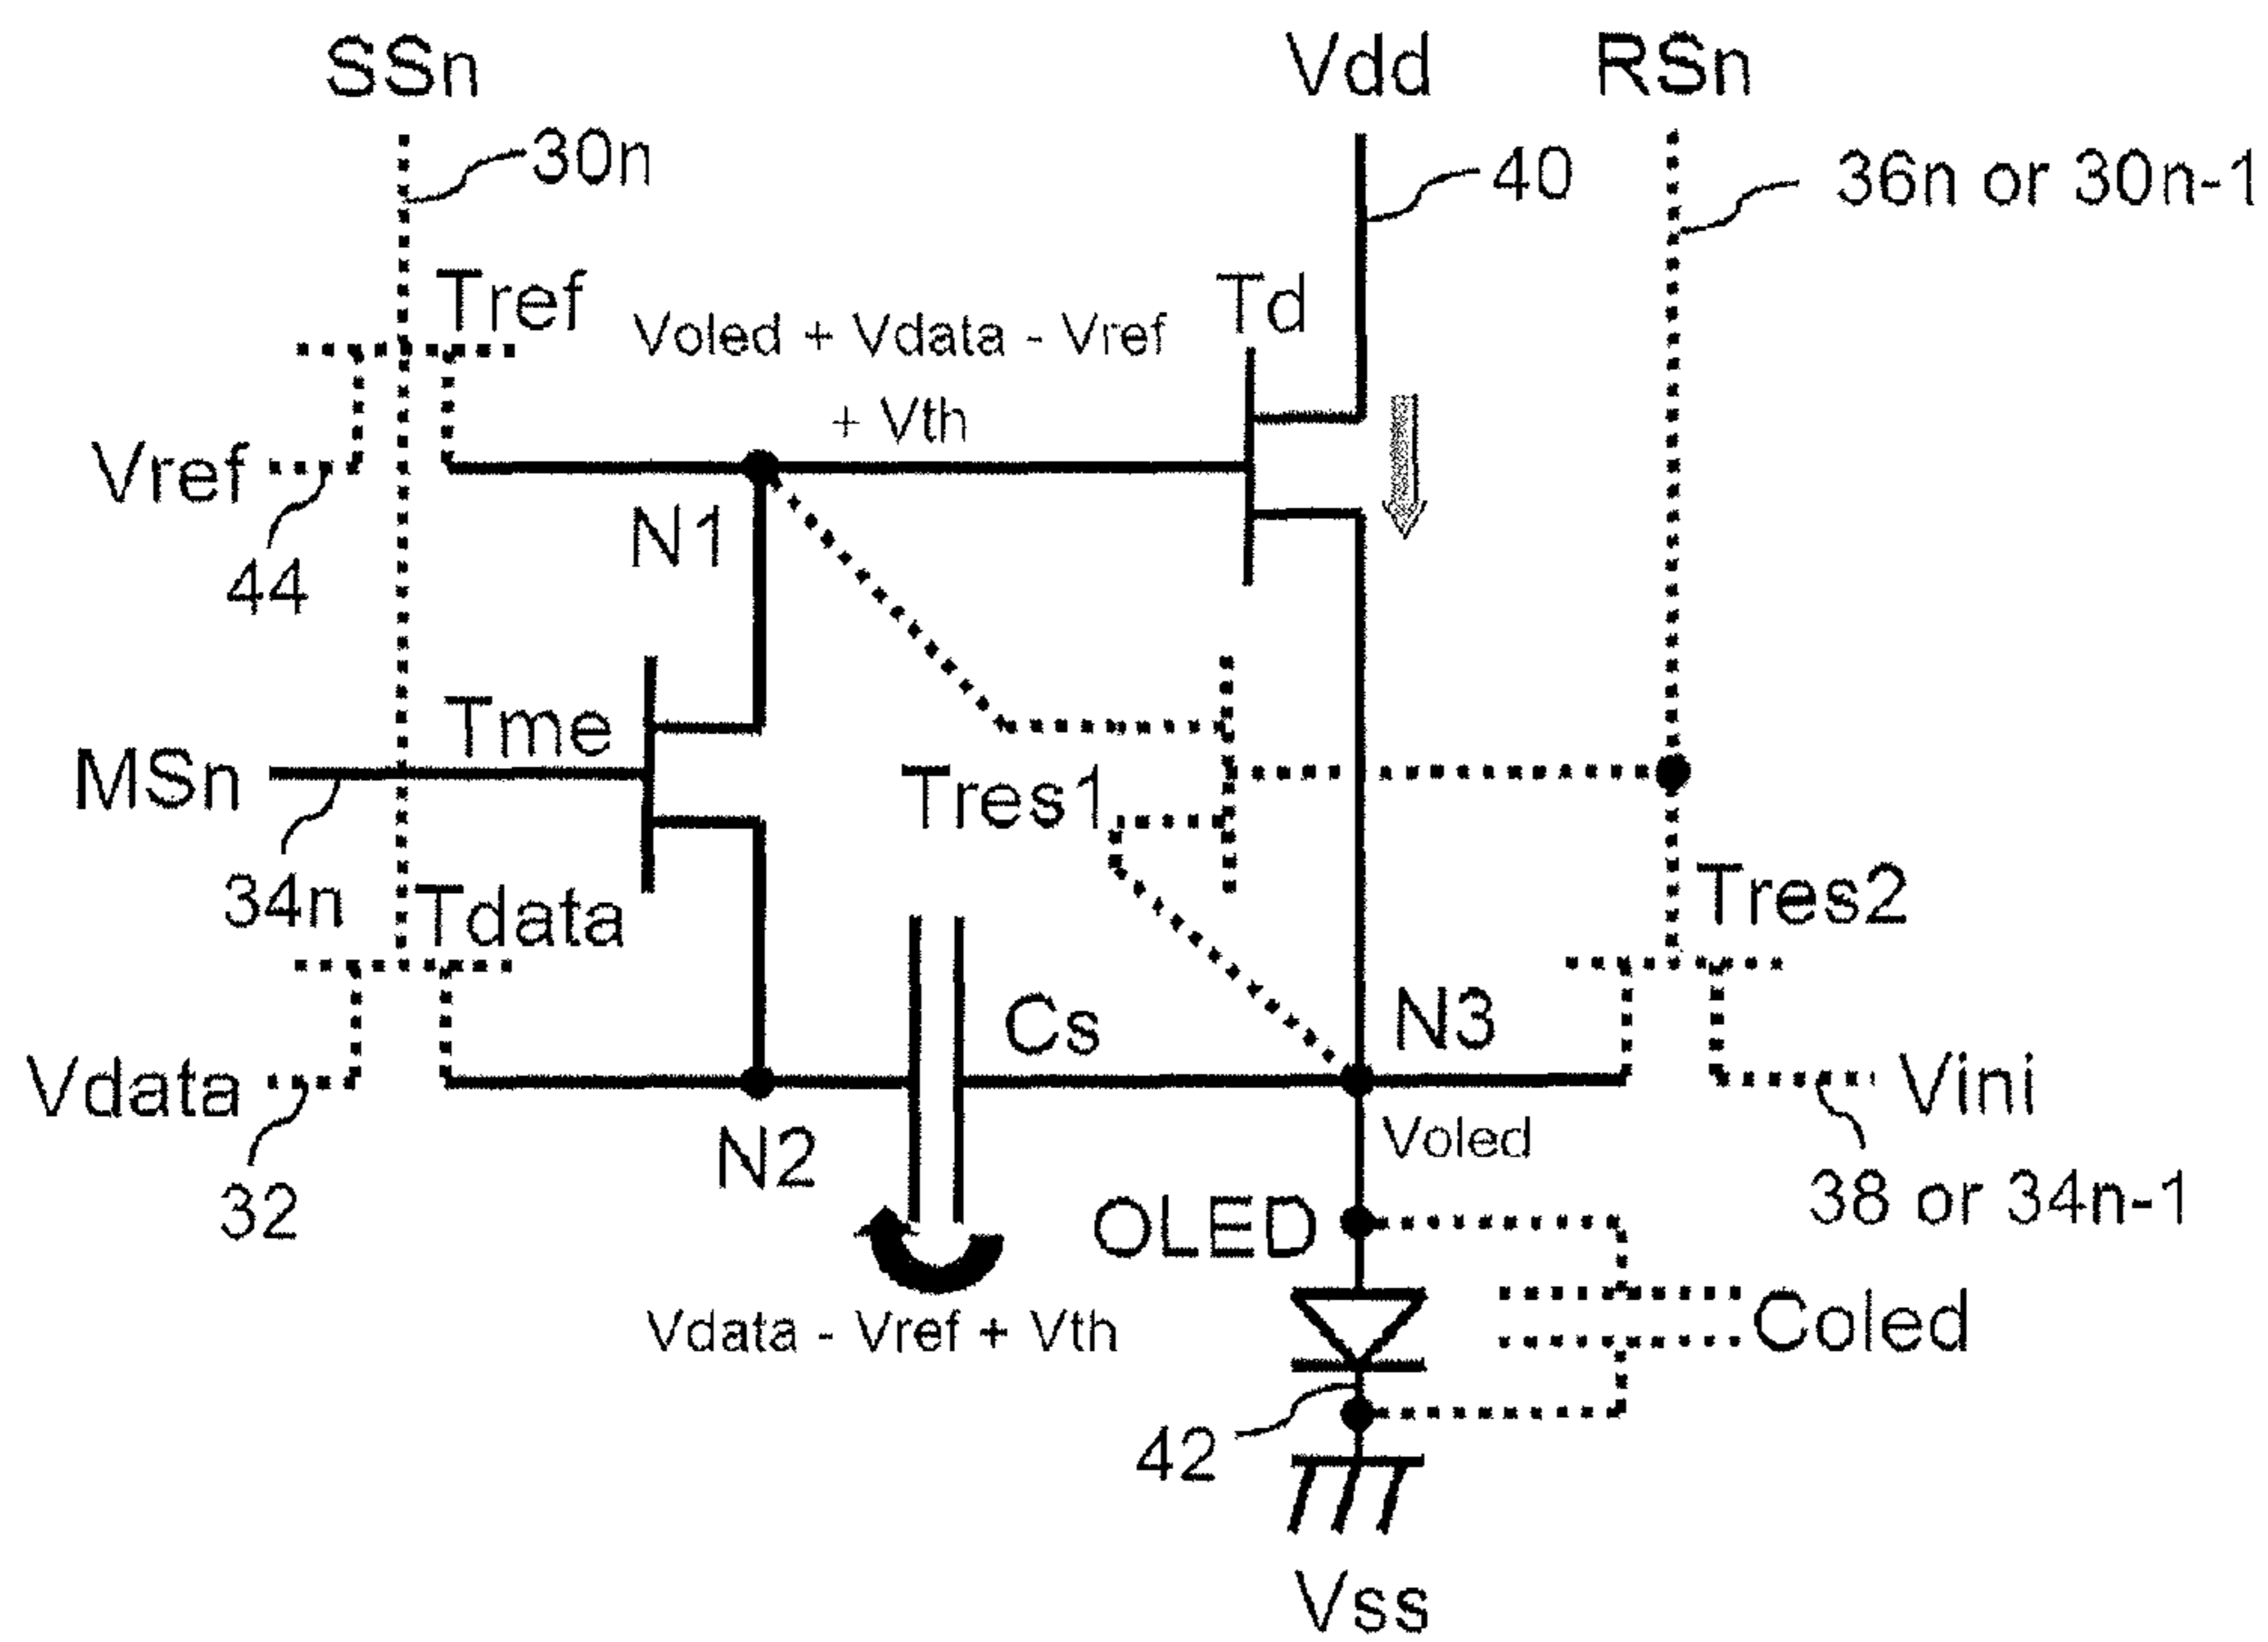 SSn
Vdd
RSn
30n
40
36n or 30n-1
Tref
Td
Voled + Vdata - Vref
+ Vth
Vref
N1
44
Tme
MSn
Tres1
34n
Tdata
Tres2
Cs
N3
Vdata
Vini
N2
Voled
32
OLED
38 or 34n-1
Vdata - Vref + Vth
Coled
42
Vss